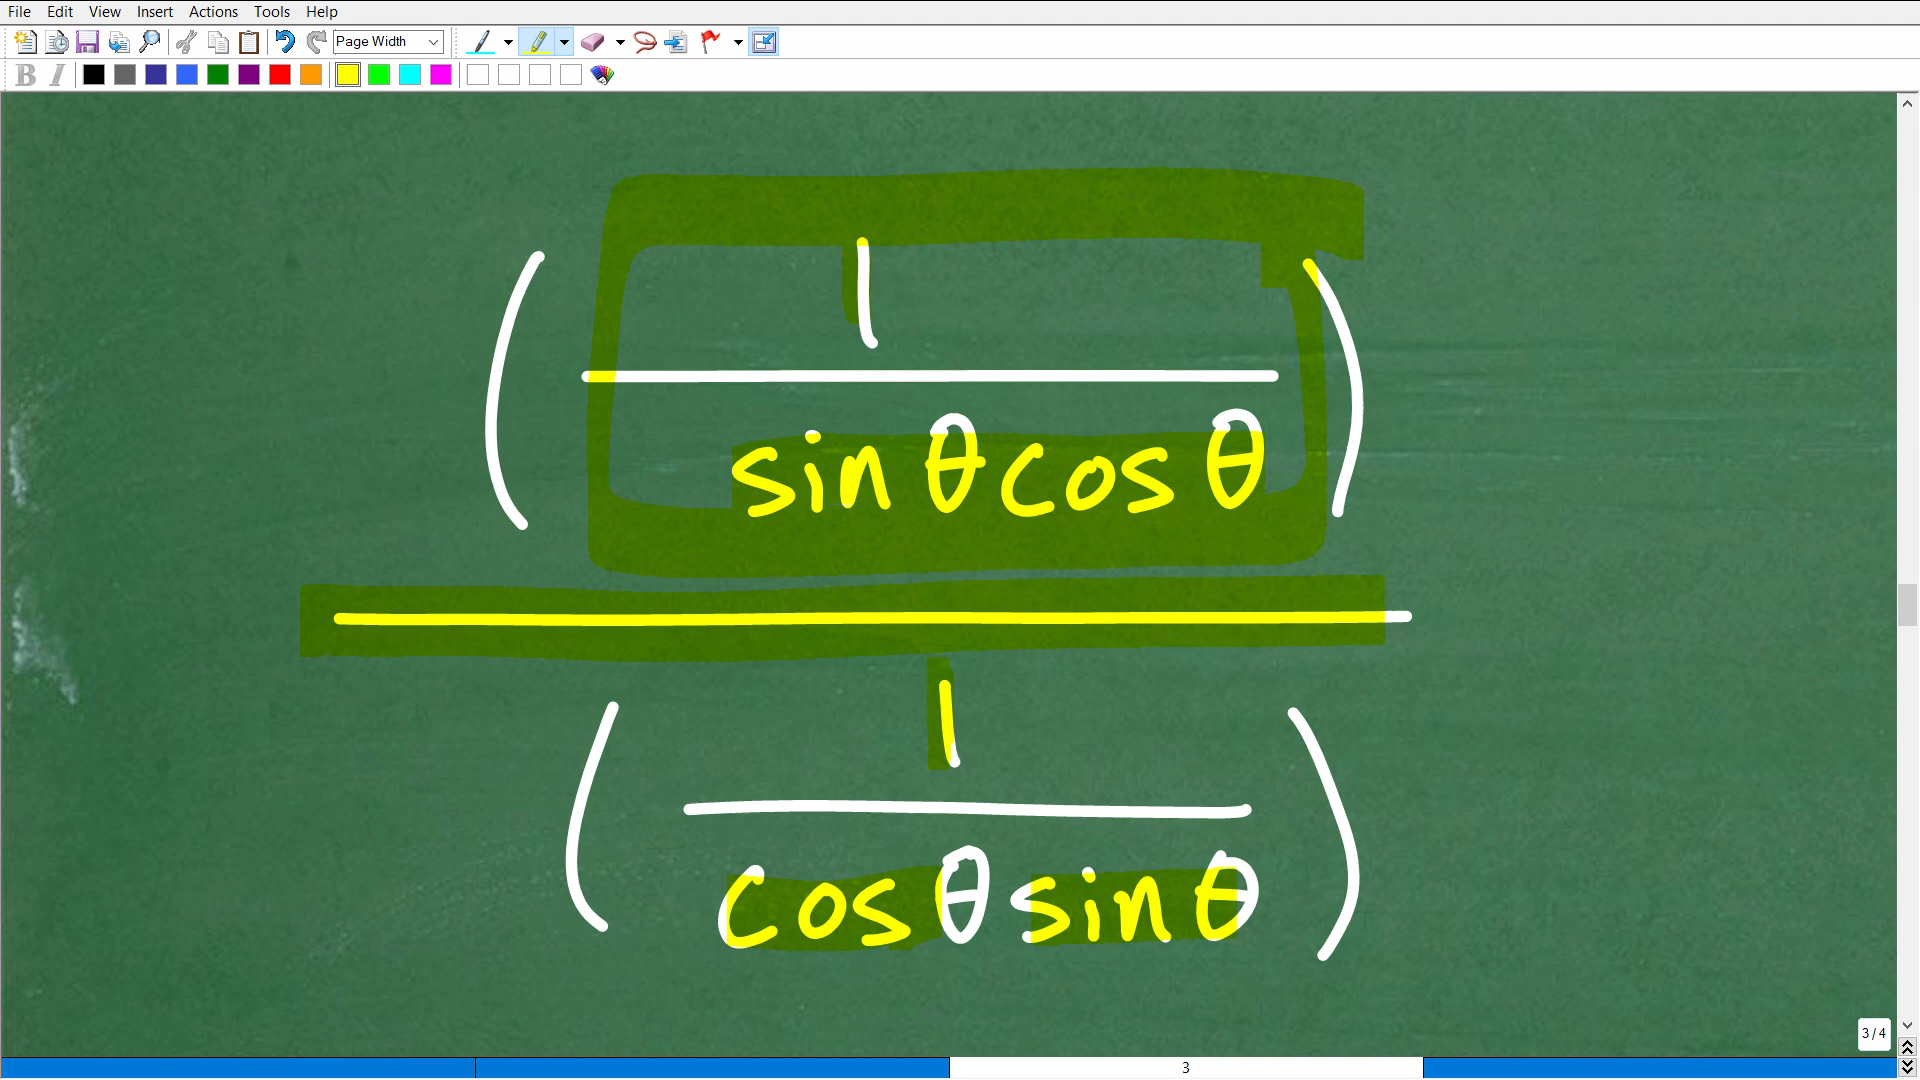 File Edit View Insert Actions Tools Help
Page Width
B I
( 1 )
sin θ cos θ
( 1 )
cos θ sin θ
3 / 4
3